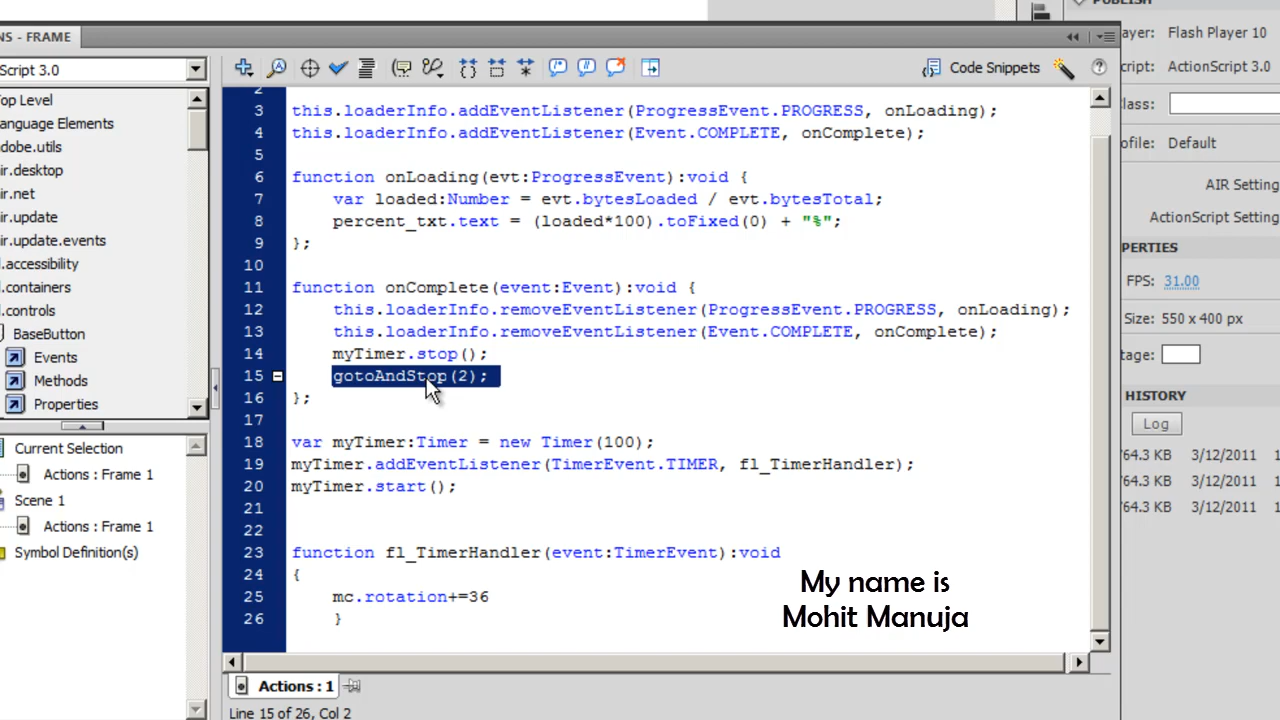 PUBLISH
NS - FRAME
ayer: Flash Player 10
Script 3.0
Code Snippets
cript: ActionScript 3.0
Top Level
anguage Elements
dobe.utils
ir.desktop
ir.net
ir.update
ir.update.events
l.accessibility
l.containers
l.controls
BaseButton
Events
Methods
Properties
Current Selection
Actions : Frame 1
Scene 1
Actions : Frame 1
Symbol Definition(s)
2
3 this.loaderInfo.addEventListener(ProgressEvent.PROGRESS, onLoading);
4 this.loaderInfo.addEventListener(Event.COMPLETE, onComplete);
5
6 function onLoading(evt:ProgressEvent):void {
7 var loaded:Number = evt.bytesLoaded / evt.bytesTotal;
8 percent_txt.text = (loaded*100).toFixed(0) + "%";
9 };
10
11 function onComplete(event:Event):void {
12 this.loaderInfo.removeEventListener(ProgressEvent.PROGRESS, onLoading);
13 this.loaderInfo.removeEventListener(Event.COMPLETE, onComplete);
14 myTimer.stop();
15 gotoAndStop(2);
16 };
17
18 var myTimer:Timer = new Timer(100);
19 myTimer.addEventListener(TimerEvent.TIMER, fl_TimerHandler);
20 myTimer.start();
21
22
23 function fl_TimerHandler(event:TimerEvent):void
24 {
25 mc.rotation+=36
26 }
My name is
Mohit Manuja
Actions : 1
Line 15 of 26, Col 2
Class:
ofile: Default
AIR Setting
ActionScript Setting
PERTIES
FPS: 31.00
Size: 550 x 400 px
tage:
HISTORY
Log
764.3 KB 3/12/2011
764.3 KB 3/12/2011
764.3 KB 3/12/2011